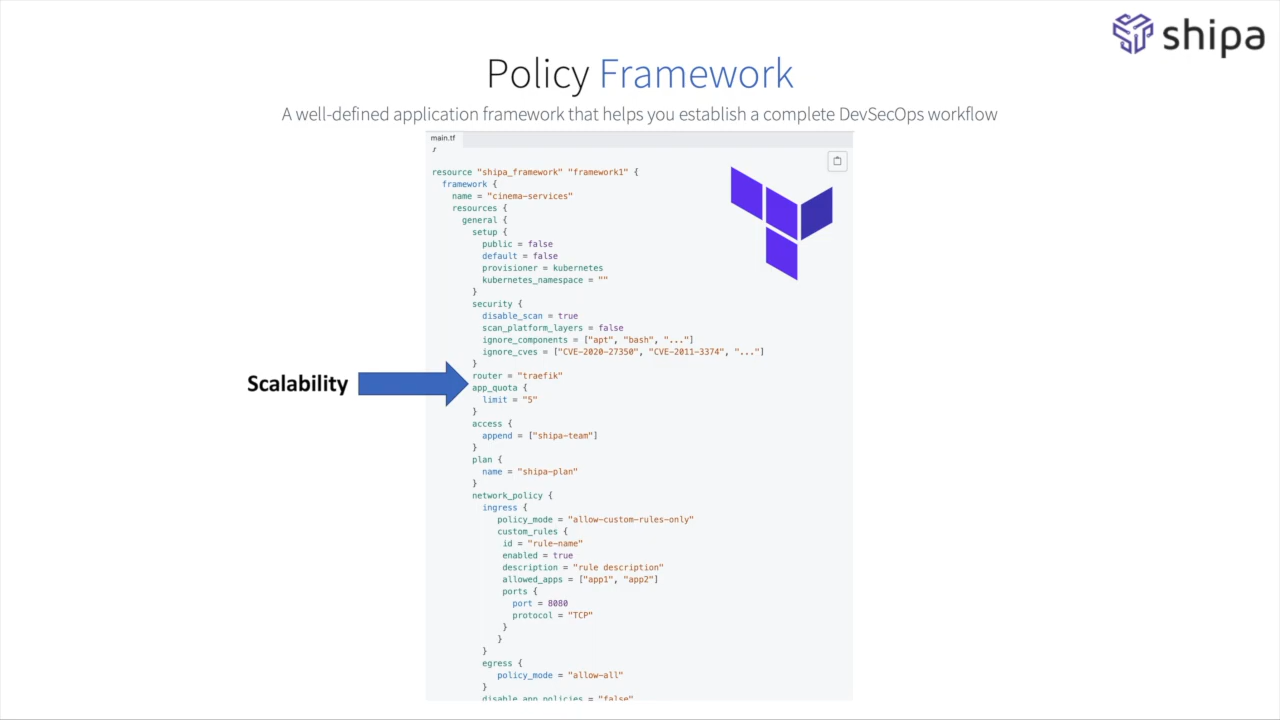 shipa
Policy Framework
A well-defined application framework that helps you establish a complete DevSecOps workflow
main.tf
}
resource "shipa_framework" "framework1" {
framework {
name = "cinema-services"
resources {
general {
setup {
public = false
default = false
provisioner = kubernetes
kubernetes_namespace = ""
}
security {
disable_scan = true
scan_platform_layers = false
ignore_components = ["apt", "bash", "..."]
ignore_cves = ["CVE-2020-27350", "CVE-2011-3374", "..."]
}
router = "traefik"
Scalability
app_quota {
limit = "5"
}
access {
append = ["shipa-team"]
}
plan {
name = "shipa-plan"
}
network_policy {
ingress {
policy_mode = "allow-custom-rules-only"
custom_rules {
id = "rule-name"
enabled = true
description = "rule description"
allowed_apps = ["app1", "app2"]
ports {
port = 8080
protocol = "TCP"
}
}
}
egress {
policy_mode = "allow-all"
}
disable_app_policies = "false"